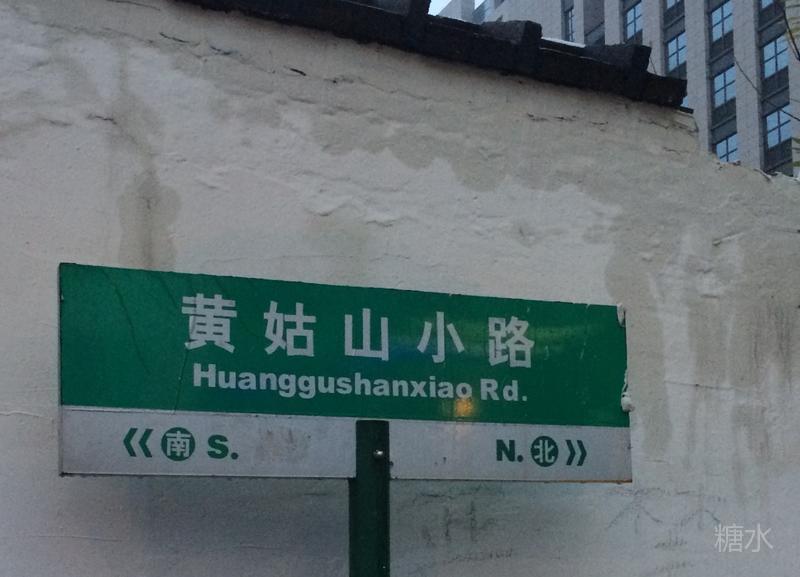 黄姑山小路
Huanggushanxiao Rd.
《 南 S.
N. 北 》
糖水